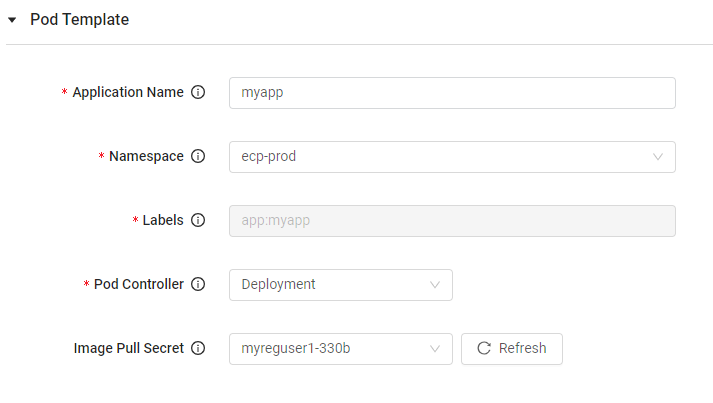 Pod Template
* Application Name myapp
* Namespace ecp-prod
* Labels app:myapp
* Pod Controller Deployment
Image Pull Secret myreguser1-330b Refresh